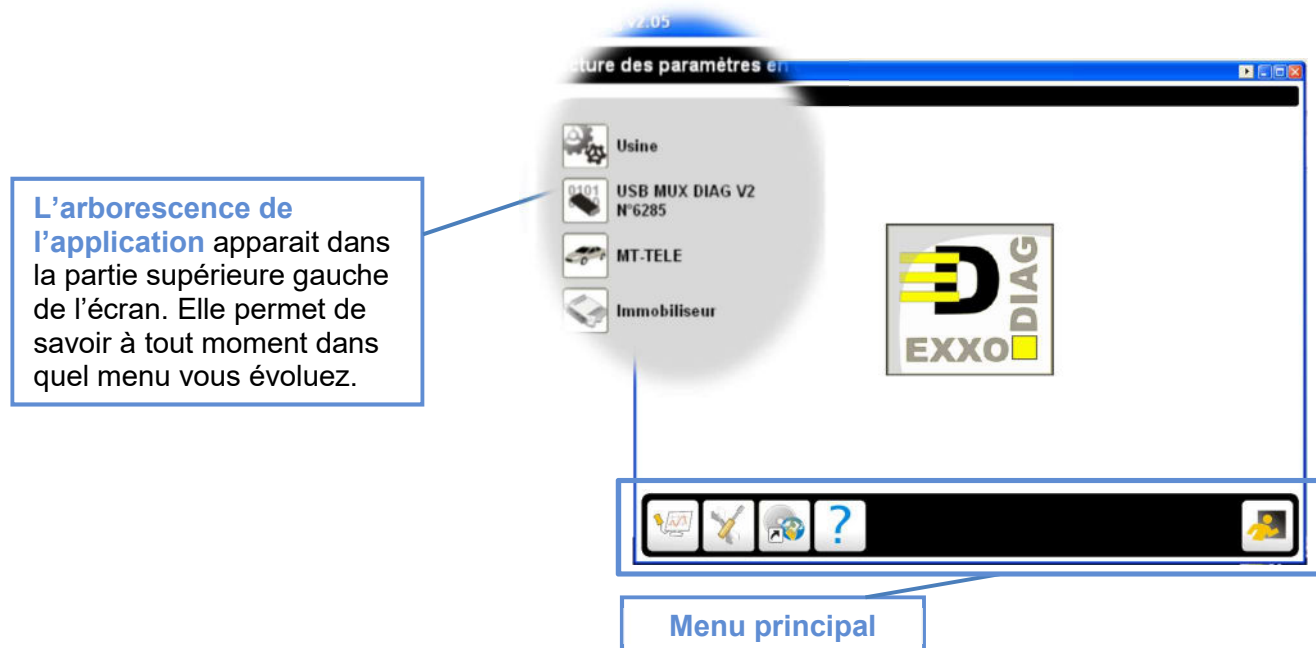 v2.05
cture des paramètres en
Usine
0101
USB MUX DIAG V2
N°6285
MT-TELE
Immobiliseur
L'arborescence de
l'application apparait dans
la partie supérieure gauche
de l'écran. Elle permet de
savoir à tout moment dans
quel menu vous évoluez.
D
DIAG
EXXO
?
Menu principal